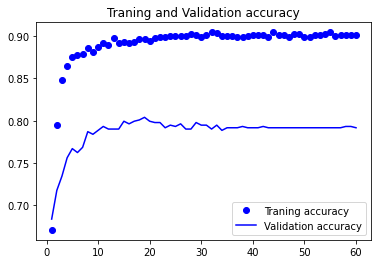 Traning and Validation accuracy
0.90
0.85
0.80
0.75
0.70
0 10 20 30 40 50 60
Traning accuracy
Validation accuracy